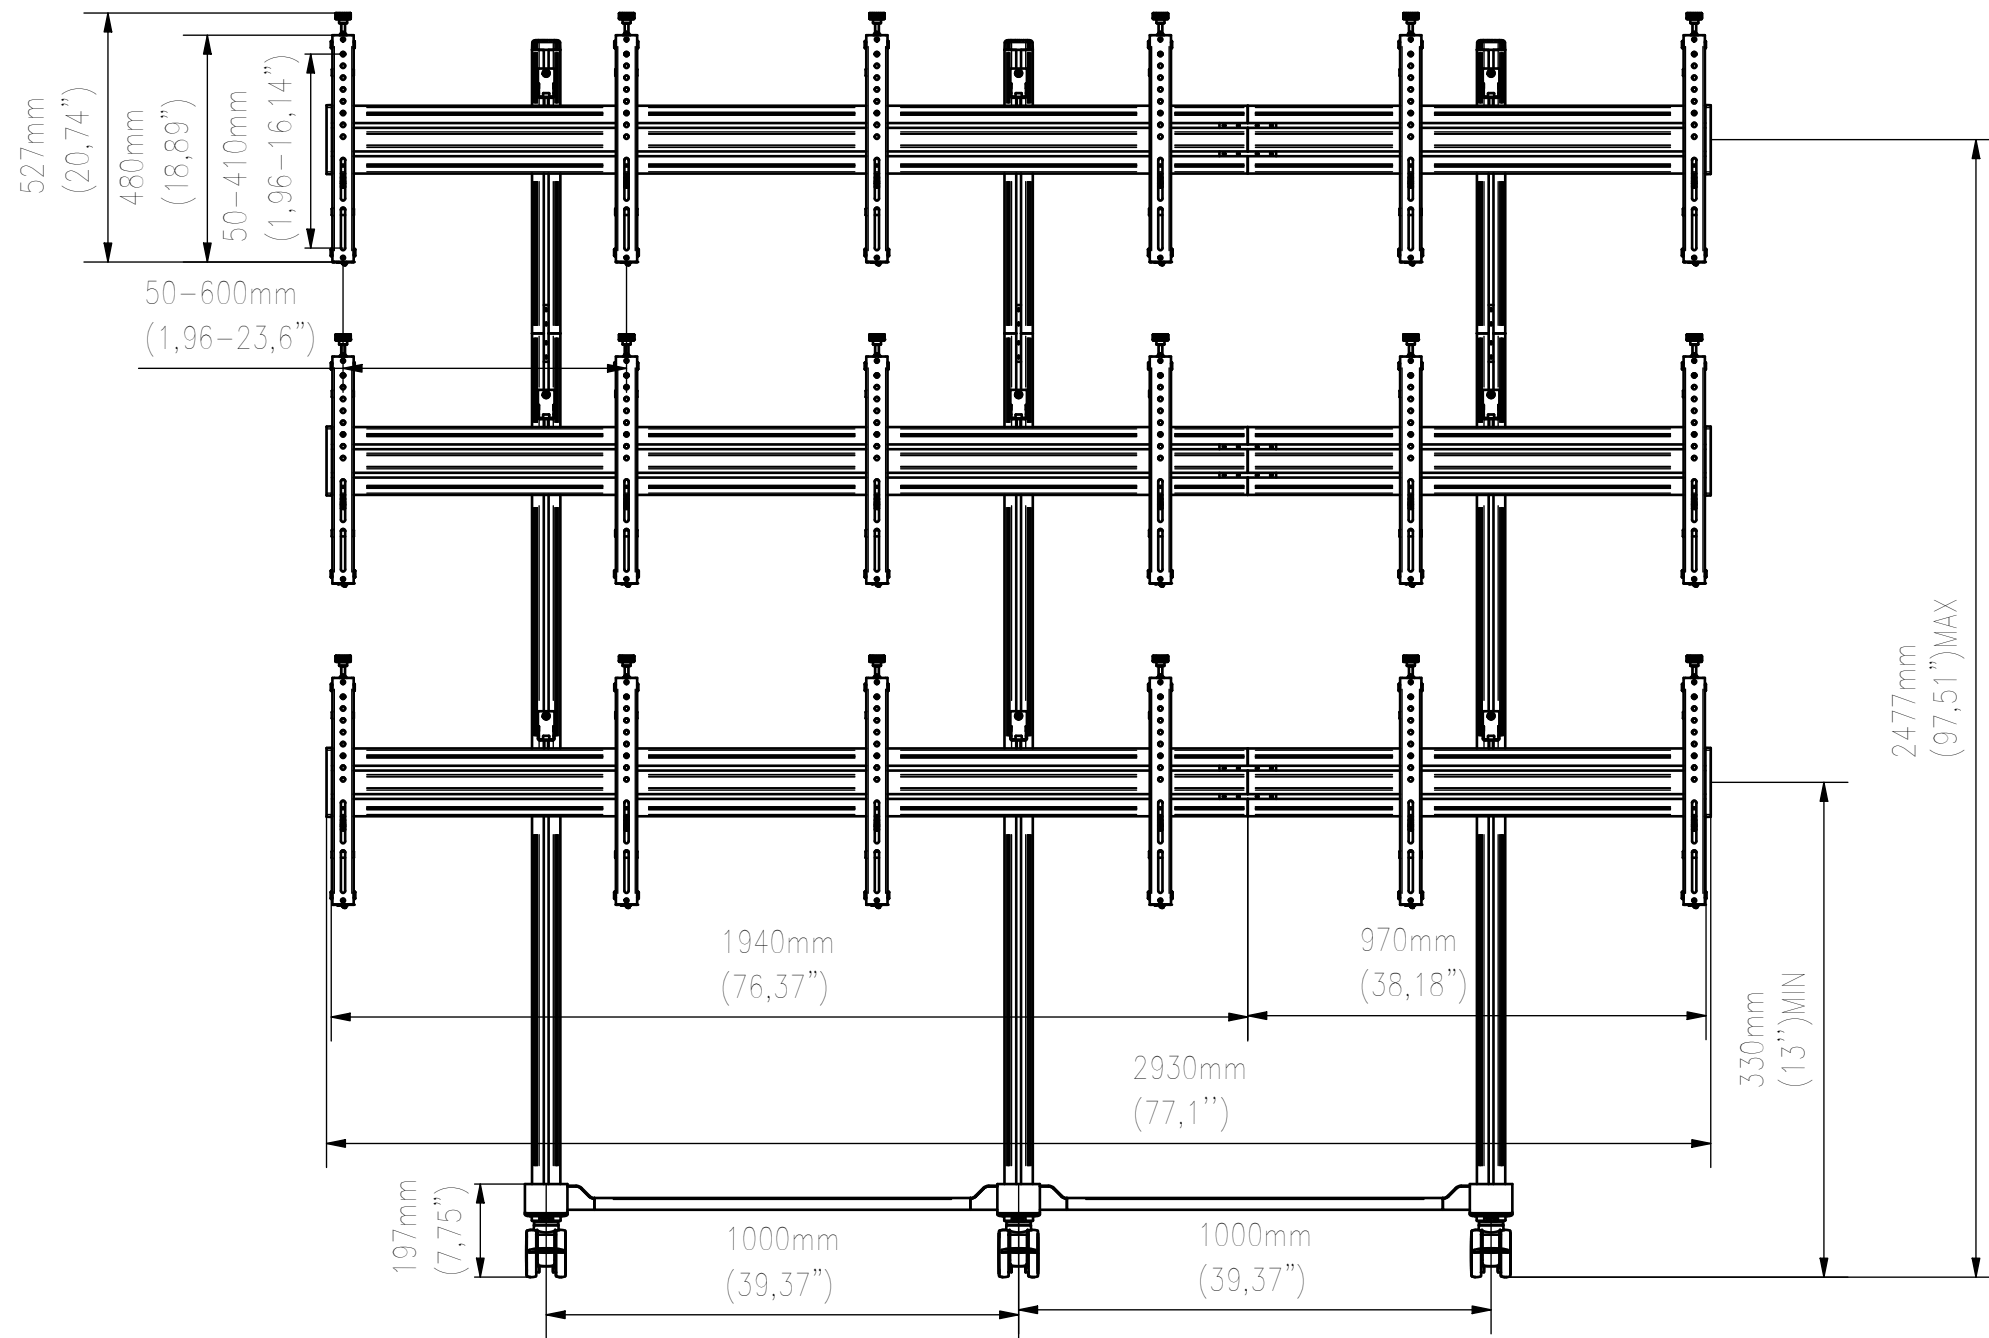 527mm
(20,74”)
480mm
(18,89”)
50-410mm
(1,96-16,14”)
50-600mm
(1,96-23,6”)
2477mm
(97,51”)MAX
1940mm
(76,37”)
970mm
(38,18”)
330mm
(13”)MIN
2930mm
(77,1’’)
197mm
(7,75”)
1000mm
(39,37”)
1000mm
(39,37”)